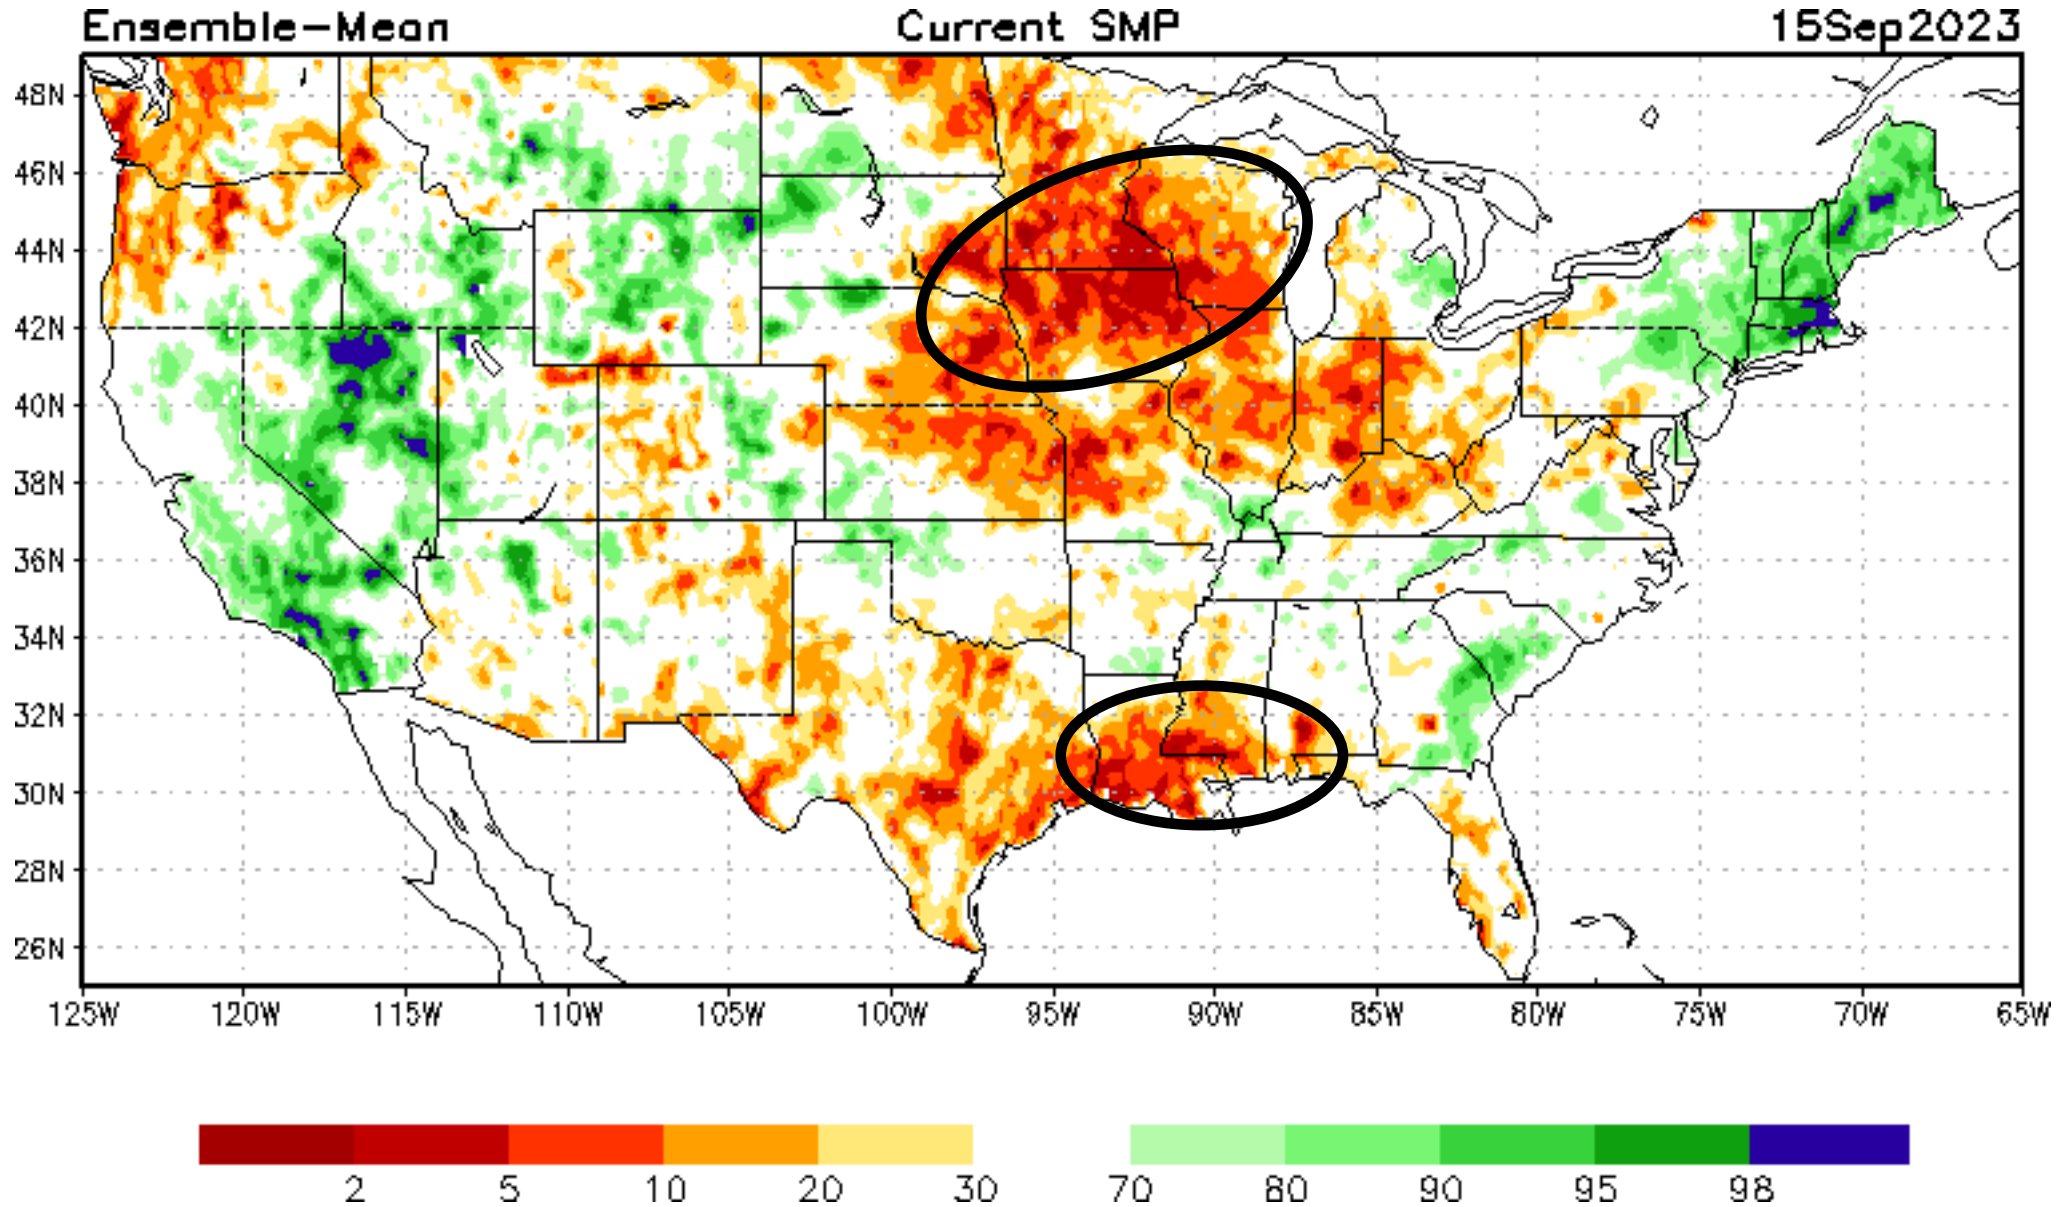 Ensemble-Mean Current SMP 15Sep2023
48N
46N
44N
42N
40N
38N
36N
34N
32N
30N
28N
26N
125W 120W 115W 110W 105W 100W 95W 90W 85W 80W 75W 70W 65W
2 5 10 20 30 70 80 90 95 98